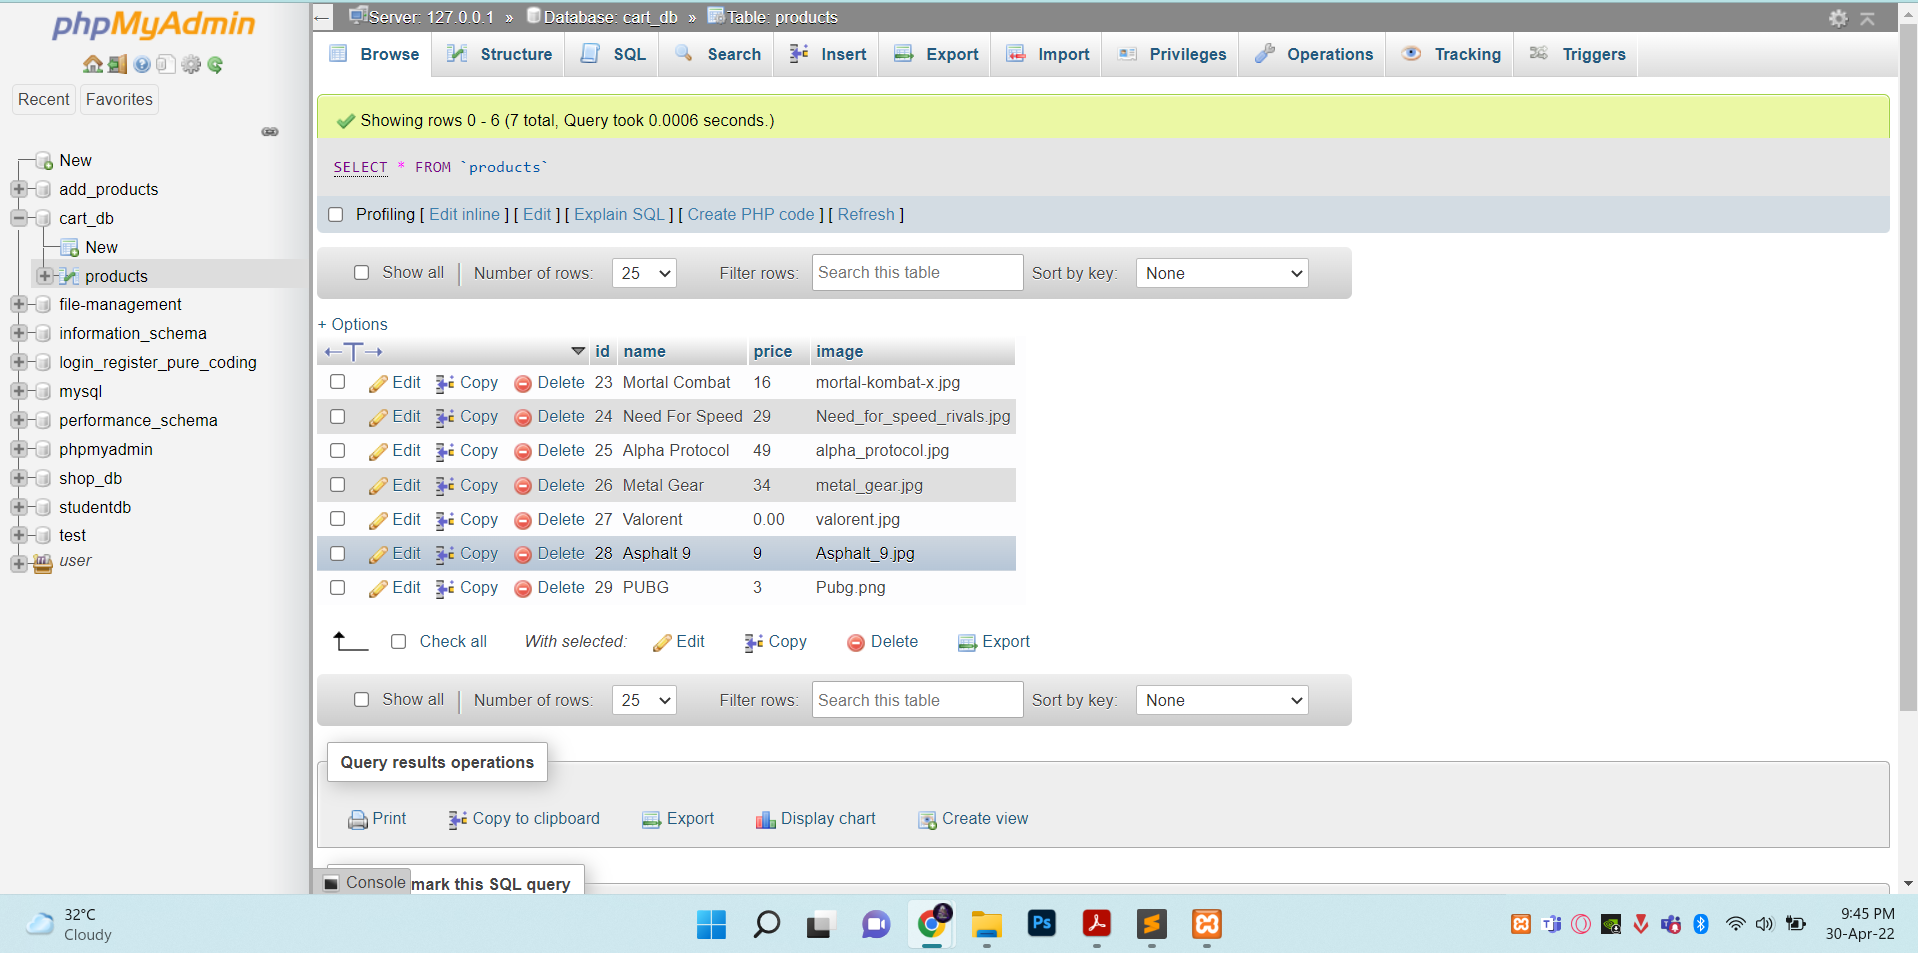 phpMyAdmin
Recent Favorites
New
add_products
cart_db
New
products
file-management
information_schema
login_register_pure_coding
mysql
performance_schema
phpmyadmin
shop_db
studentdb
test
user
Server: 127.0.0.1 » Database: cart_db » Table: products
Browse Structure SQL Search Insert Export Import Privileges Operations Tracking Triggers
Showing rows 0 - 6 (7 total, Query took 0.0006 seconds.)
SELECT * FROM `products`
Profiling [ Edit inline ] [ Edit ] [ Explain SQL ] [ Create PHP code ] [ Refresh ]
Show all | Number of rows: 25 Filter rows: Search this table Sort by key: None
+ Options
←T→ id name price image
Edit Copy Delete 23 Mortal Combat 16 mortal-kombat-x.jpg
Edit Copy Delete 24 Need For Speed 29 Need_for_speed_rivals.jpg
Edit Copy Delete 25 Alpha Protocol 49 alpha_protocol.jpg
Edit Copy Delete 26 Metal Gear 34 metal_gear.jpg
Edit Copy Delete 27 Valorent 0.00 valorent.jpg
Edit Copy Delete 28 Asphalt 9 9 Asphalt_9.jpg
Edit Copy Delete 29 PUBG 3 Pubg.png
Check all With selected: Edit Copy Delete Export
Show all | Number of rows: 25 Filter rows: Search this table Sort by key: None
Query results operations
Print Copy to clipboard Export Display chart Create view
Console mark this SQL query
32°C
Cloudy
Ps
9:45 PM
30-Apr-22